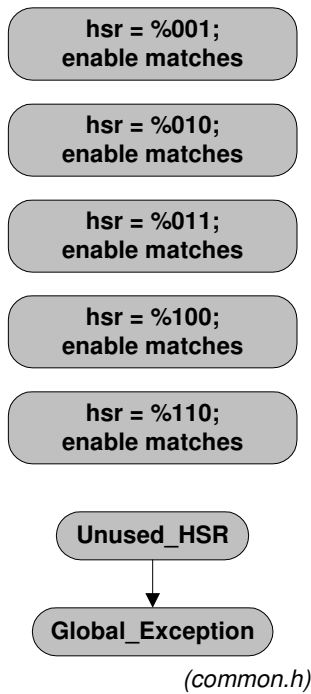 hsr = %001;
enable matches
hsr = %010;
enable matches
hsr = %011;
enable matches
hsr = %100;
enable matches
hsr = %110;
enable matches
Unused_HSR
Global_Exception
(common.h)